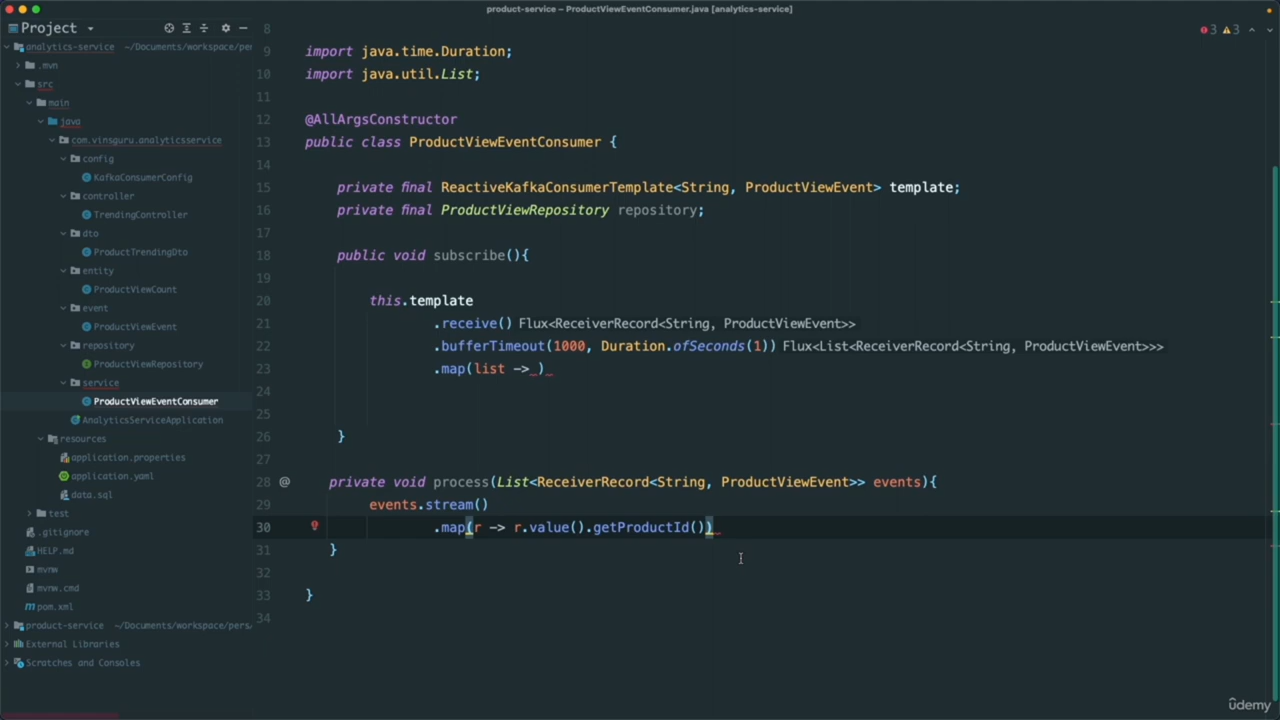 product-service – ProductViewEventConsumer.java [analytics-service]
Project
analytics-service ~/Documents/workspace/per
.mvn
src
main
java
com.vinsguru.analyticsservice
config
KafkaConsumerConfig
controller
TrendingController
dto
ProductTrendingDto
entity
ProductViewCount
event
ProductViewEvent
repository
ProductViewRepository
service
ProductViewEventConsumer
AnalyticsServiceApplication
resources
application.properties
application.yaml
data.sql
test
.gitignore
HELP.md
mvnw
mvnw.cmd
pom.xml
product-service ~/Documents/workspace/pers
External Libraries
Scratches and Consoles
3 3
8
9 import java.time.Duration;
10 import java.util.List;
11
12 @AllArgsConstructor
13 public class ProductViewEventConsumer {
14
15 private final ReactiveKafkaConsumerTemplate<String, ProductViewEvent> template;
16 private final ProductViewRepository repository;
17
18 public void subscribe(){
19
20 this.template
21 .receive() Flux<ReceiverRecord<String, ProductViewEvent>>
22 .bufferTimeout(1000, Duration.ofSeconds(1)) Flux<List<ReceiverRecord<String, ProductViewEvent>>>
23 .map(list -> )
24
25
26 }
27
28 @ private void process(List<ReceiverRecord<String, ProductViewEvent>> events){
29 events.stream()
30 .map(r -> r.value().getProductId())
31 }
32
33 }
34
ûdemy